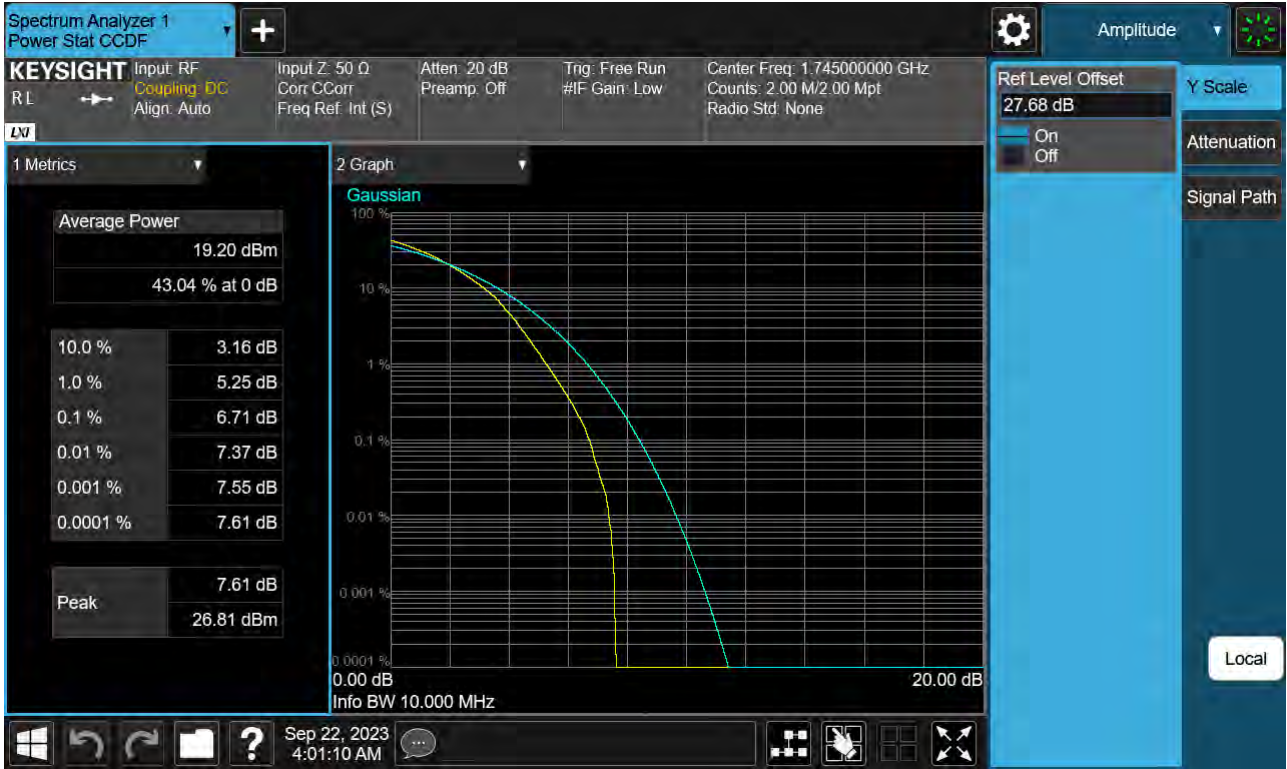 Spectrum Analyzer 1
Power Stat CCDF
Amplitude
KEYSIGHT
R L
LXI
Input: RF
Coupling: DC
Align: Auto
Input Z: 50 Ω
Corr CCorr
Freq Ref: Int (S)
Atten: 20 dB
Preamp: Off
Trig: Free Run
#IF Gain: Low
Center Freq: 1.745000000 GHz
Counts: 2.00 M/2.00 Mpt
Radio Std: None
Ref Level Offset
27.68 dB
On
Off
Y Scale
Attenuation
Signal Path
Local
1 Metrics
Average Power
19.20 dBm
43.04 % at 0 dB
10.0 % 3.16 dB
1.0 % 5.25 dB
0.1 % 6.71 dB
0.01 % 7.37 dB
0.001 % 7.55 dB
0.0001 % 7.61 dB
Peak
7.61 dB
26.81 dBm
2 Graph
Gaussian
100 %
10 %
1 %
0.1 %
0.01 %
0.001 %
0.0001 %
0.00 dB 20.00 dB
Info BW 10.000 MHz
?
Sep 22, 2023
4:01:10 AM